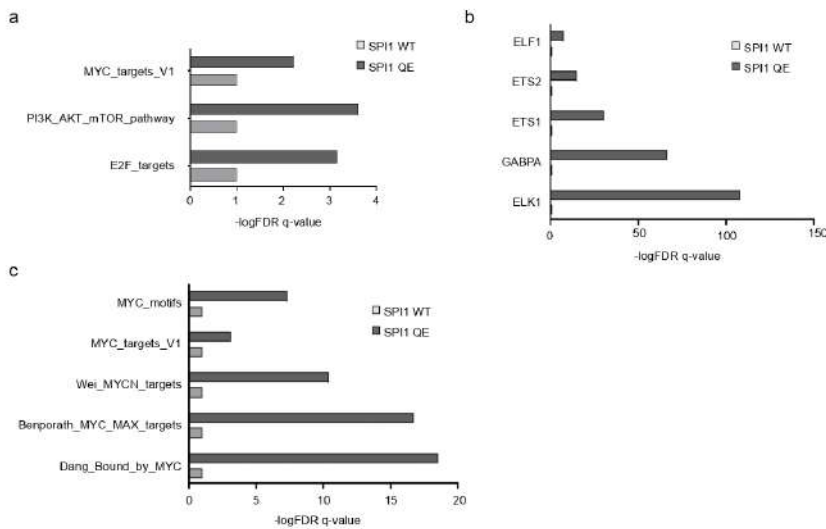 a
SPI1 WT
SPI1 QE
MYC_targets_V1
PI3K_AKT_mTOR_pathway
E2F_targets
0 1 2 3 4
-logFDR q-value
b
SPI1 WT
SPI1 QE
ELF1
ETS2
ETS1
GABPA
ELK1
0 50 100 150
-logFDR q-value
c
SPI1 WT
SPI1 QE
MYC_motifs
MYC_targets_V1
Wei_MYCN_targets
Benporath_MYC_MAX_targets
Dang_Bound_by_MYC
0 5 10 15 20
-logFDR q-value